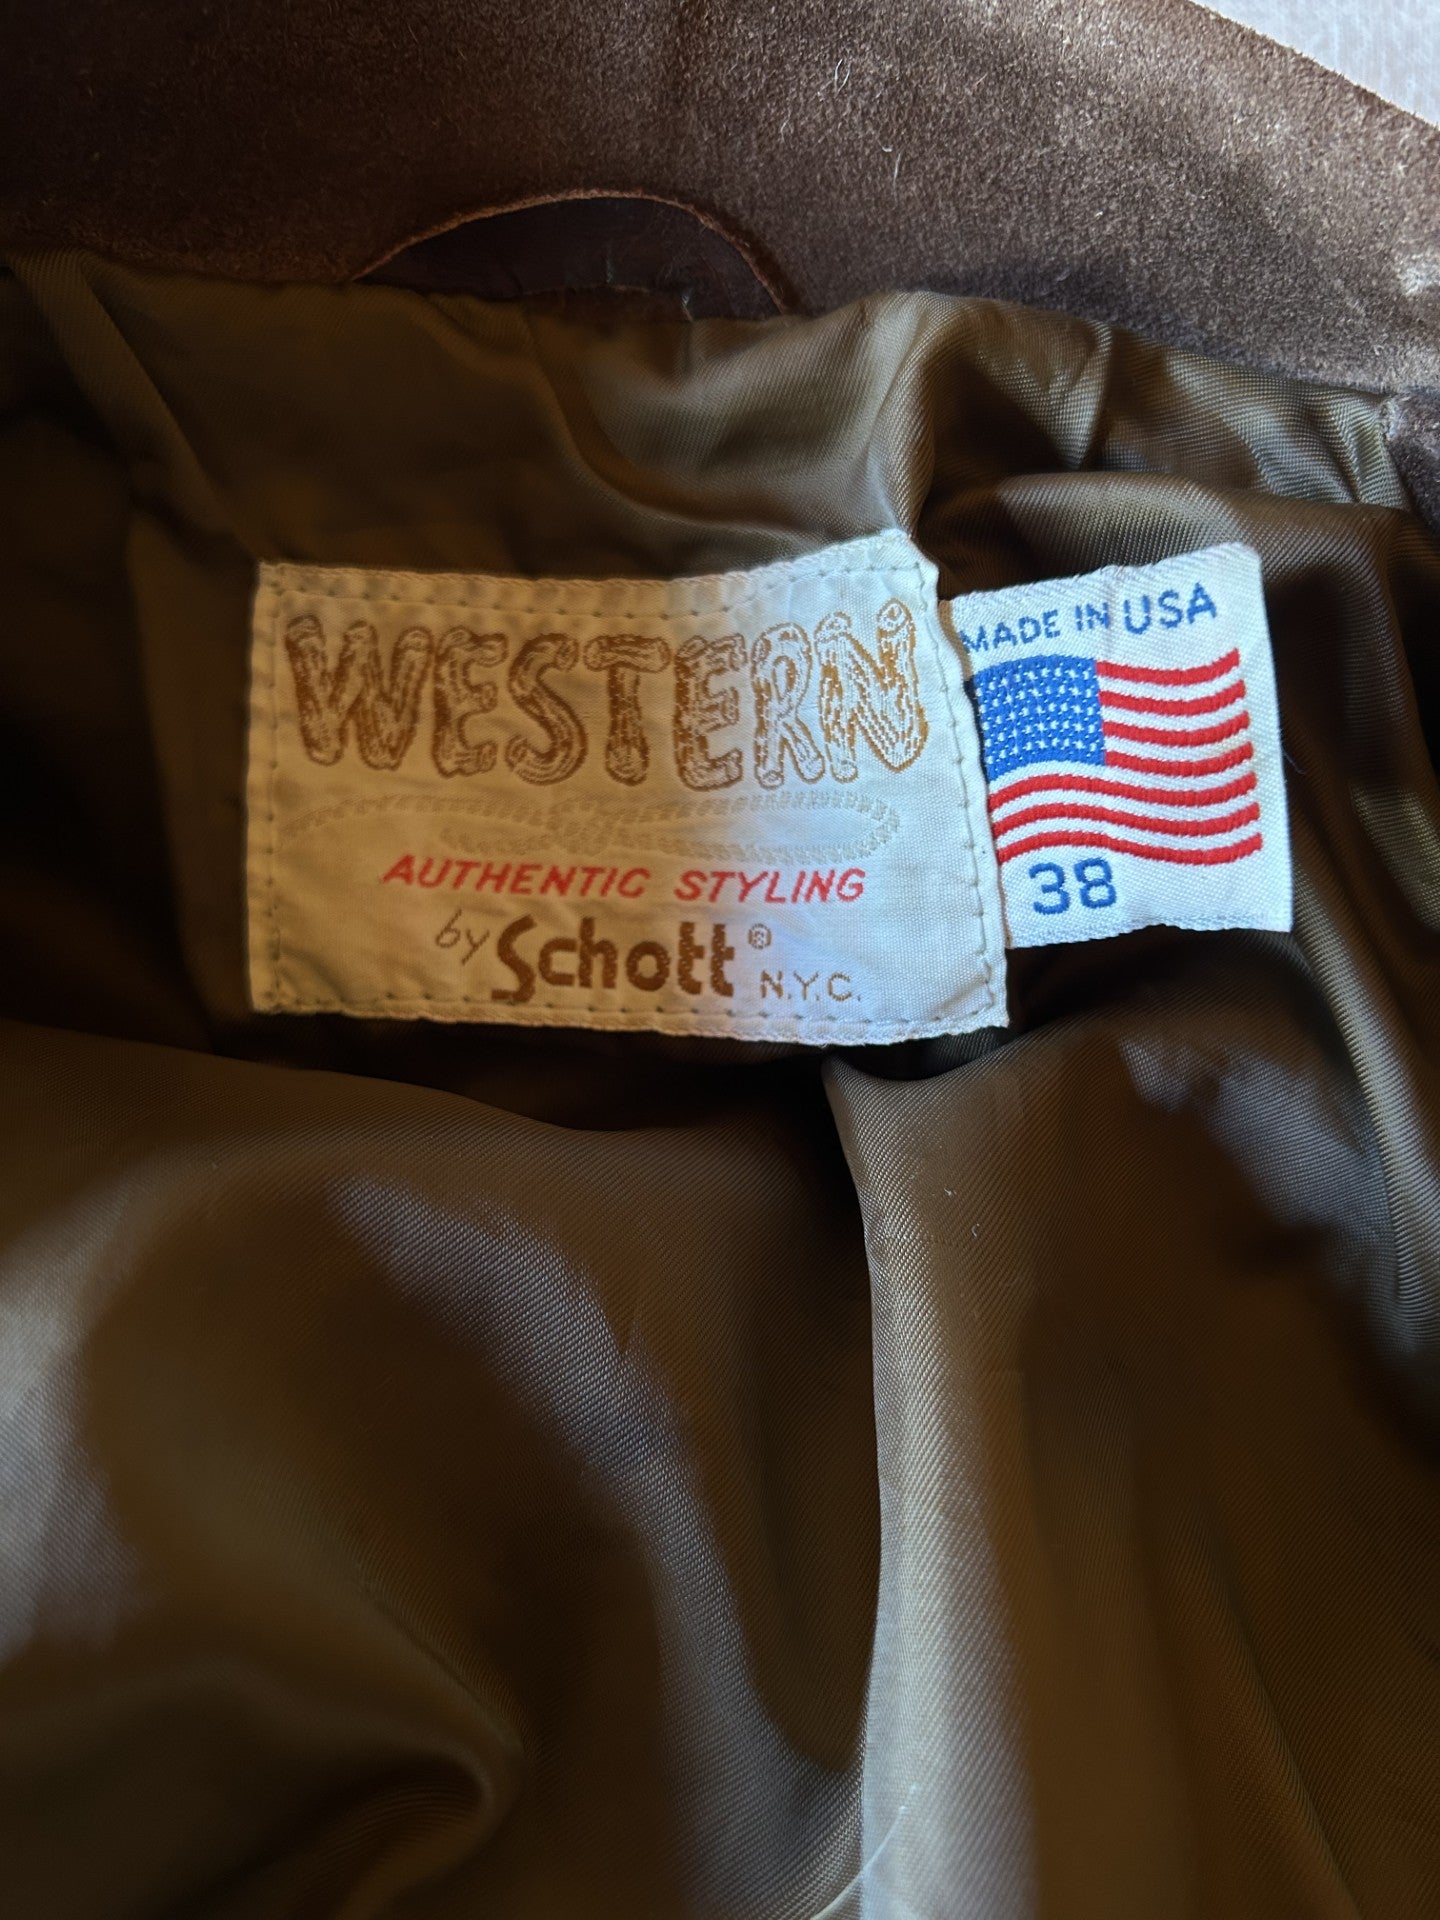 WESTERN
AUTHENTIC STYLING
by Schott® N.Y.C.
MADE IN USA
38